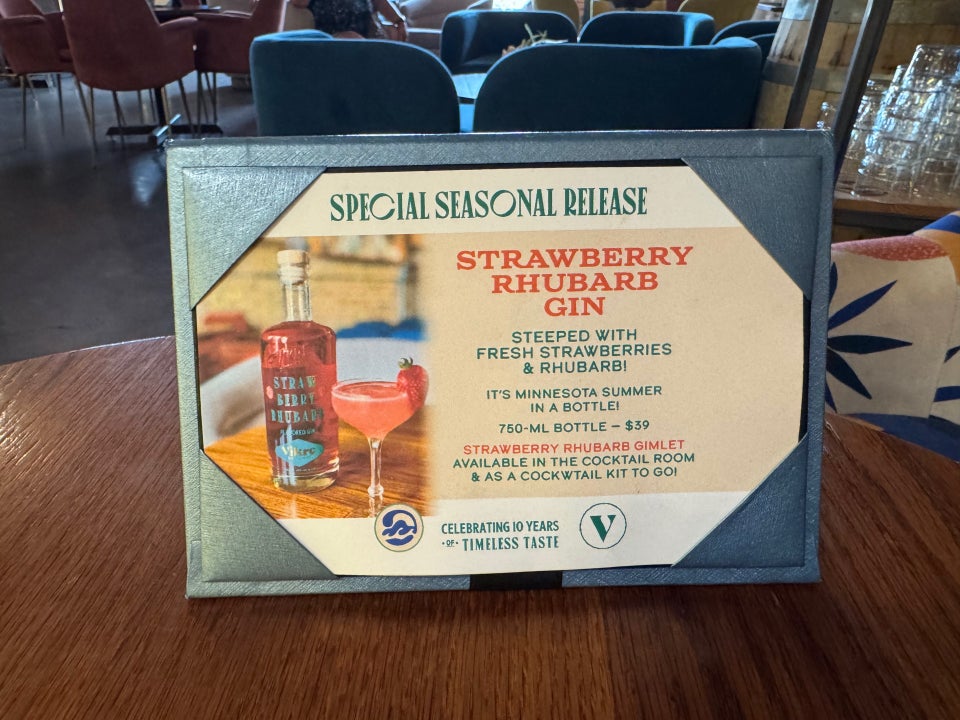 SPECIAL SEASONAL RELEASE
STRAWBERRY
RHUBARB
GIN
STEEPED WITH
FRESH STRAWBERRIES
& RHUBARB!
IT'S MINNESOTA SUMMER
IN A BOTTLE!
750-ML BOTTLE – $39
STRAWBERRY RHUBARB GIMLET
AVAILABLE IN THE COCKTAIL ROOM
& AS A COCKWTAIL KIT TO GO!
STRAW
BERRY
RHUBARB
Vikre
CELEBRATING 10 YEARS
OF TIMELESS TASTE
V